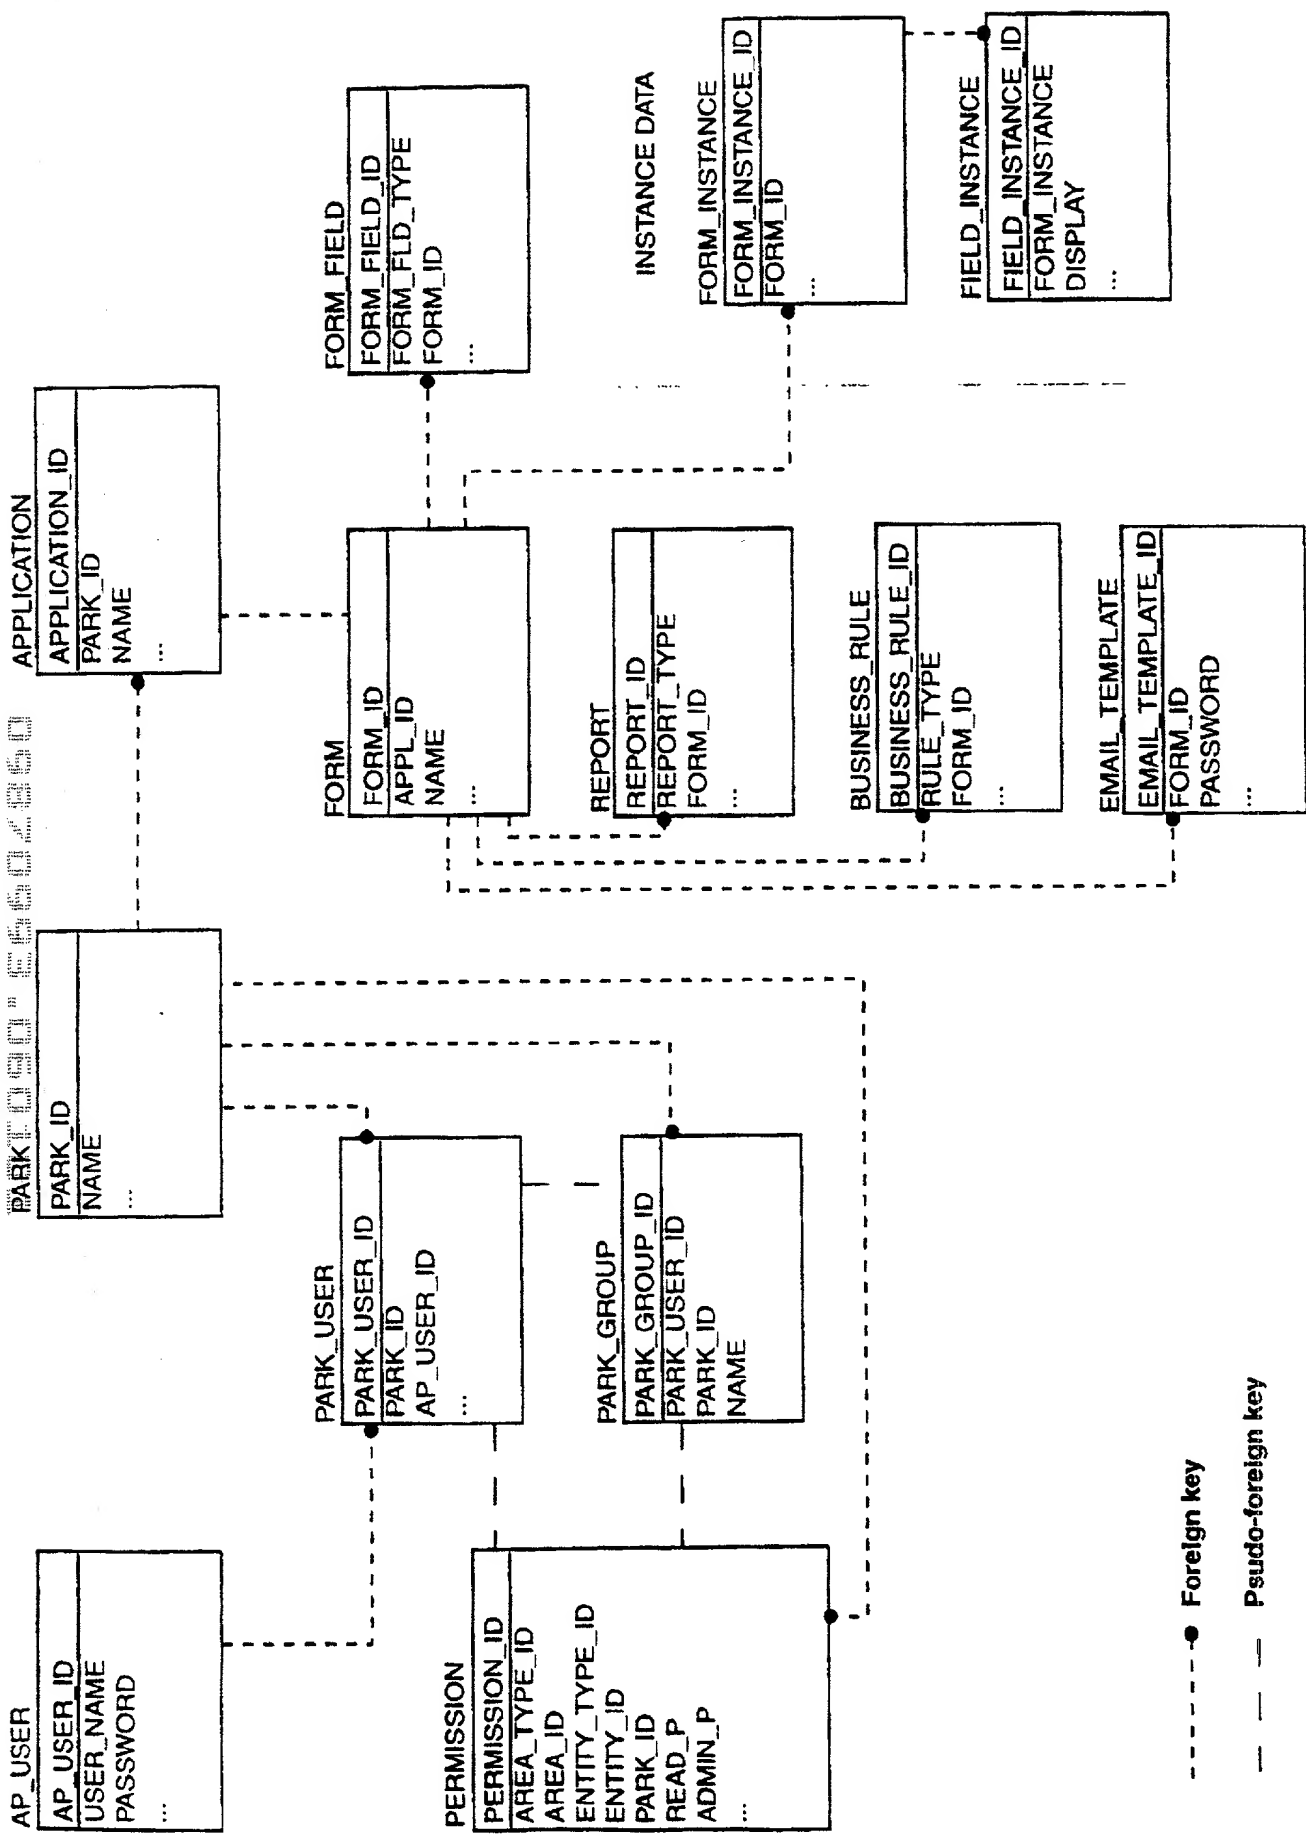 AP_USER
AP_USER_ID
USER_NAME
PASSWORD
...
PARK
PARK_ID
NAME
...
APPLICATION
APPLICATION_ID
PARK_ID
NAME
...
PARK_USER
PARK_USER_ID
PARK_ID
AP_USER_ID
...
FORM
FORM_ID
APPL_ID
NAME
...
FORM_FIELD
FORM_FIELD_ID
FORM_FLD_TYPE
FORM_ID
...
PERMISSION
PERMISSION_ID
AREA_TYPE_ID
AREA_ID
ENTITY_TYPE_ID
ENTITY_ID
PARK_ID
READ_P
ADMIN_P
...
PARK_GROUP
PARK_GROUP_ID
PARK_USER_ID
PARK_ID
NAME
REPORT
REPORT_ID
REPORT_TYPE
FORM_ID
...
INSTANCE DATA
FORM_INSTANCE
FORM_INSTANCE_ID
FORM_ID
...
BUSINESS_RULE
BUSINESS_RULE_ID
RULE_TYPE
FORM_ID
...
FIELD_INSTANCE
FIELD_INSTANCE_ID
FORM_INSTANCE
DISPLAY
...
EMAIL_TEMPLATE
EMAIL_TEMPLATE_ID
FORM_ID
PASSWORD
...
Foreign key
Psudo-foreign key